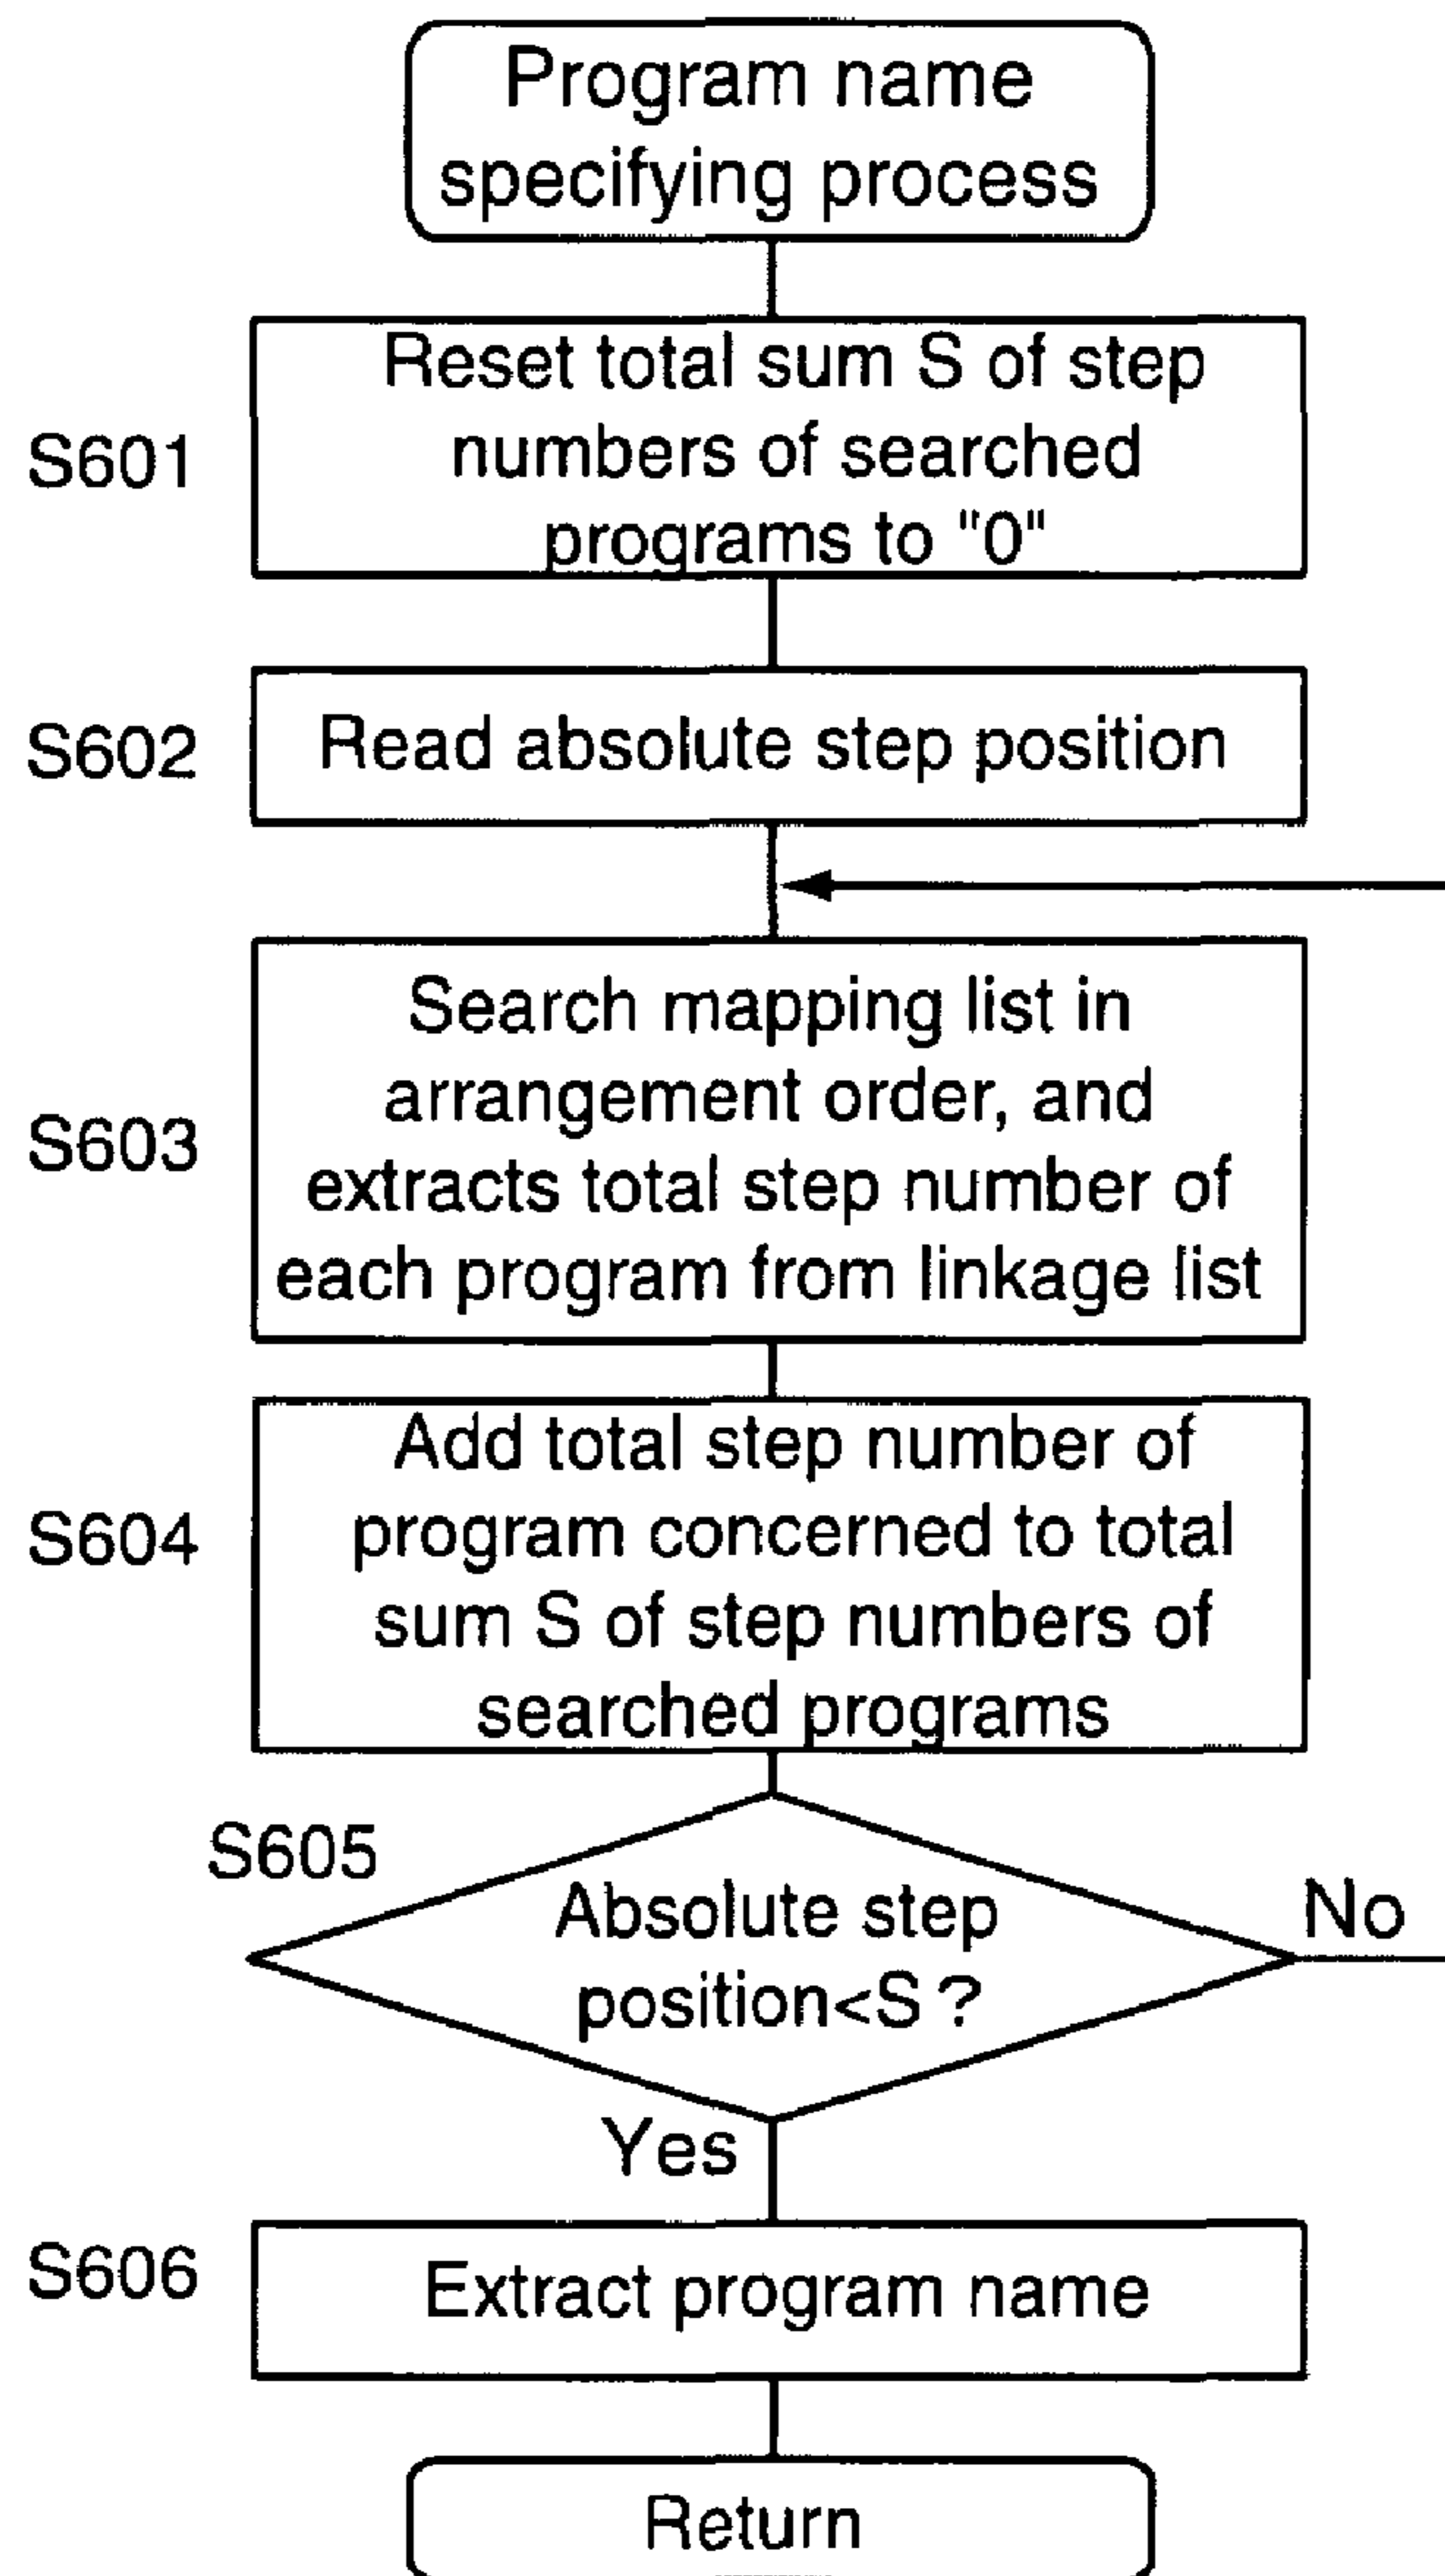 Program name
specifying process
S601
Reset total sum S of step
numbers of searched
programs to "0"
S602
Read absolute step position
S603
Search mapping list in
arrangement order, and
extracts total step number of
each program from linkage list
S604
Add total step number of
program concerned to total
sum S of step numbers of
searched programs
S605
Absolute step
position<S ?
No
Yes
S606
Extract program name
Return